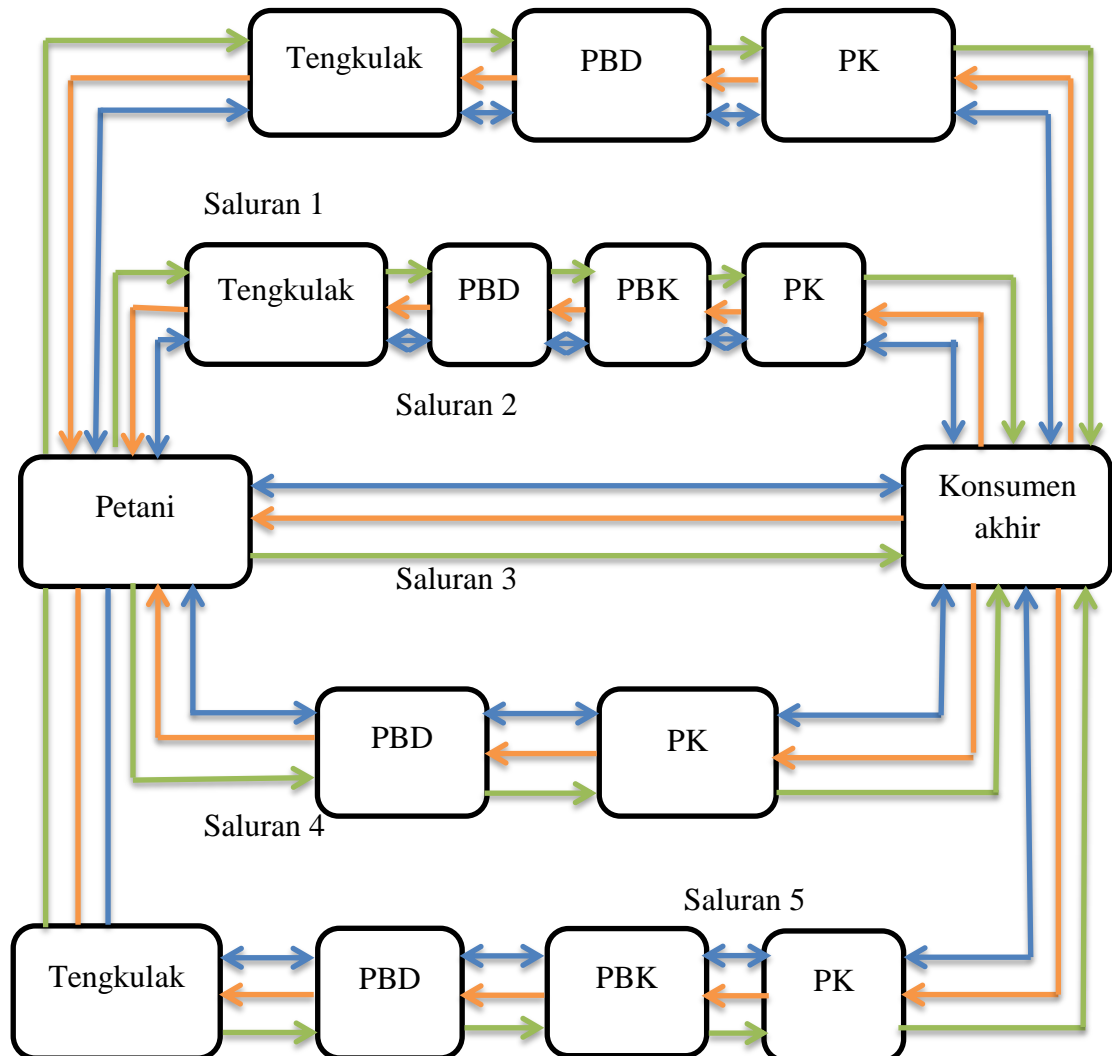 Tengkulak
PBD
PK
Saluran 1
Tengkulak
PBD
PBK
PK
Saluran 2
Petani
Konsumen
akhir
Saluran 3
PBD
PK
Saluran 4
Saluran 5
Tengkulak
PBD
PBK
PK